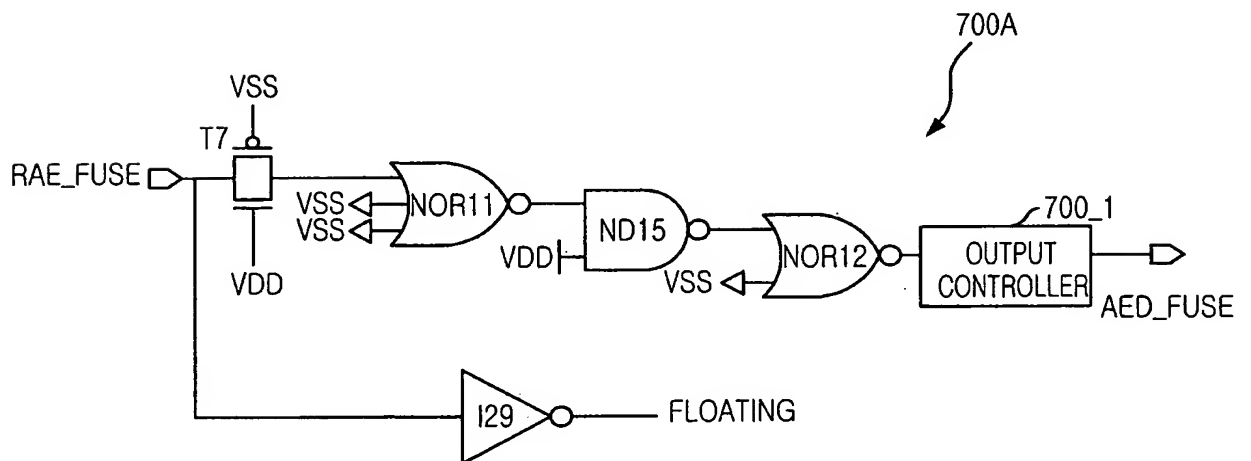 700A
VSS
T7
RAE_FUSE
VDD
VSS
VSS
NOR11
VDD
ND15
VSS
NOR12
700_1
OUTPUT
CONTROLLER
AED_FUSE
I29
FLOATING